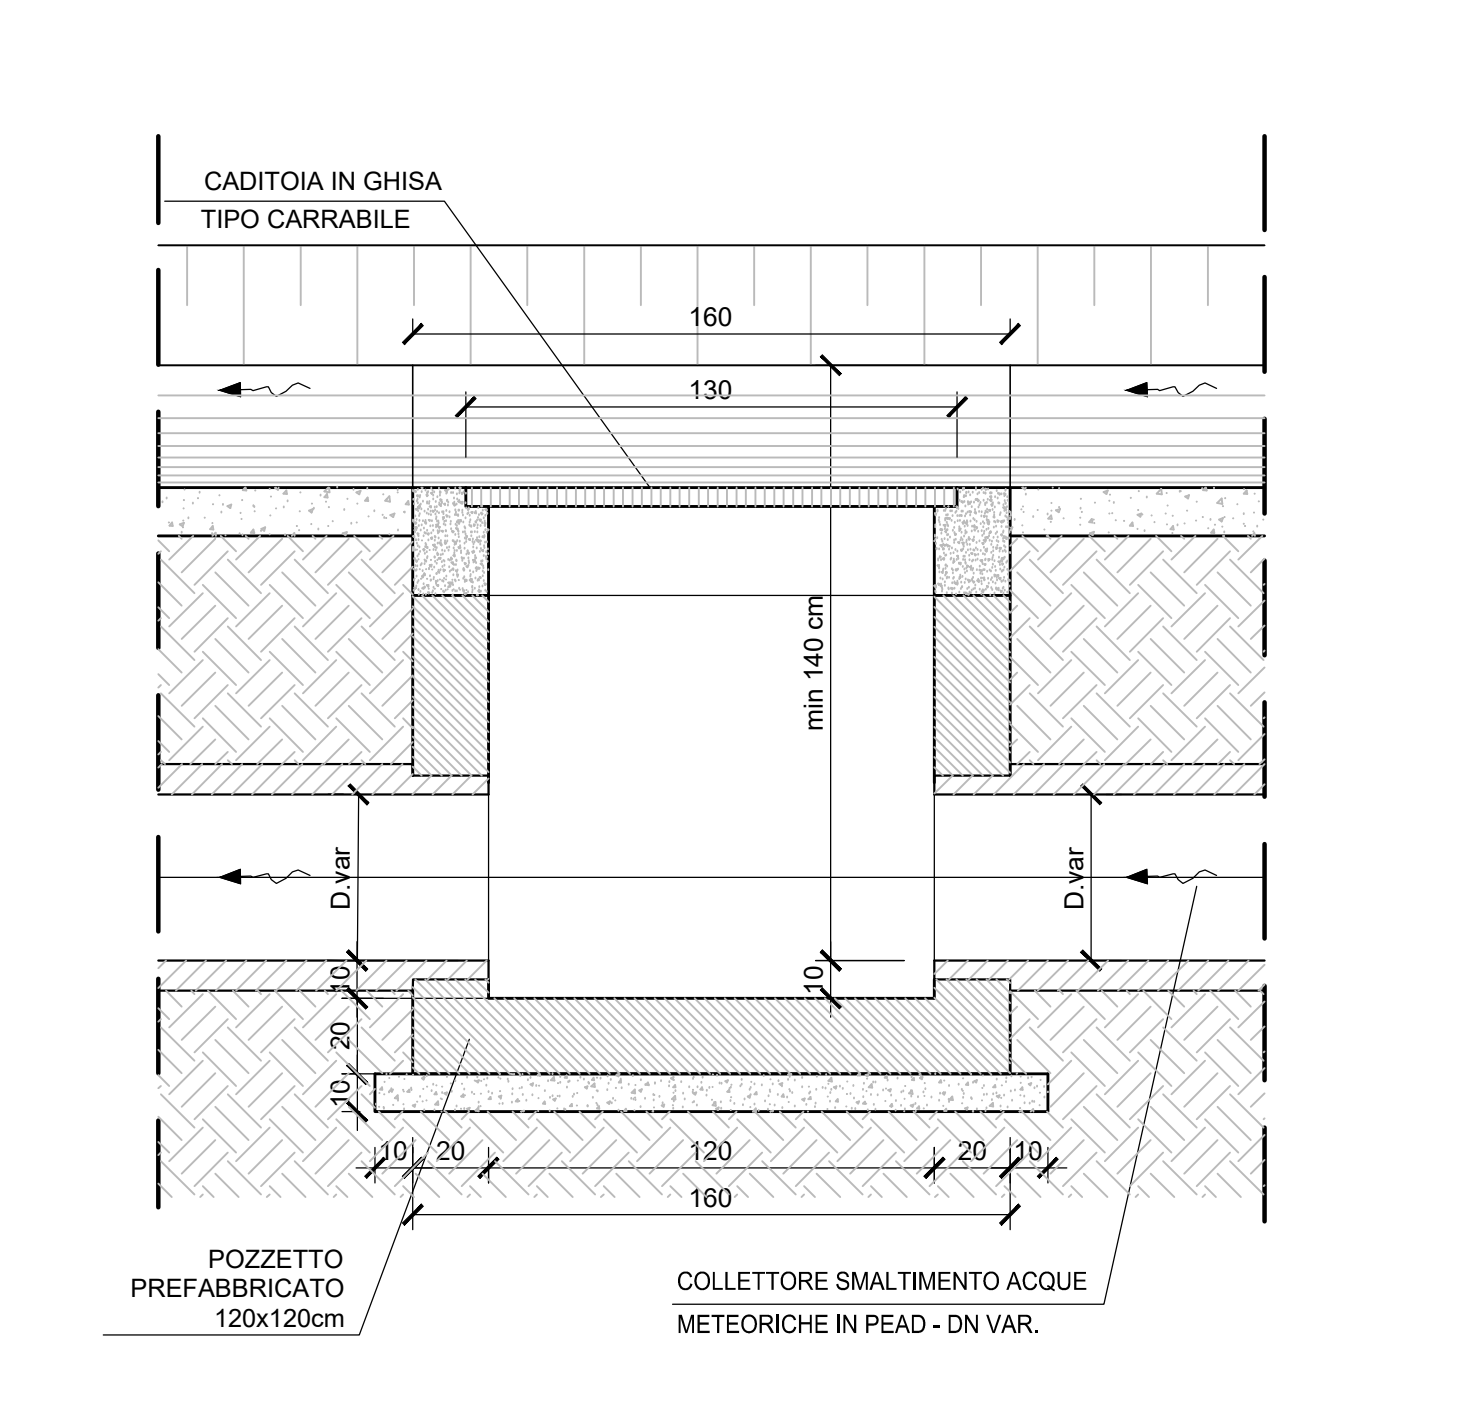 CADITOIA IN GHISA
TIPO CARRABILE
160
130
min 140 cm
D.var
D.var
10
10
20
10
10
20
120
20
10
160
POZZETTO
PREFABBRICATO
120x120cm
COLLETTORE SMALTIMENTO ACQUE
METEORICHE IN PEAD - DN VAR.